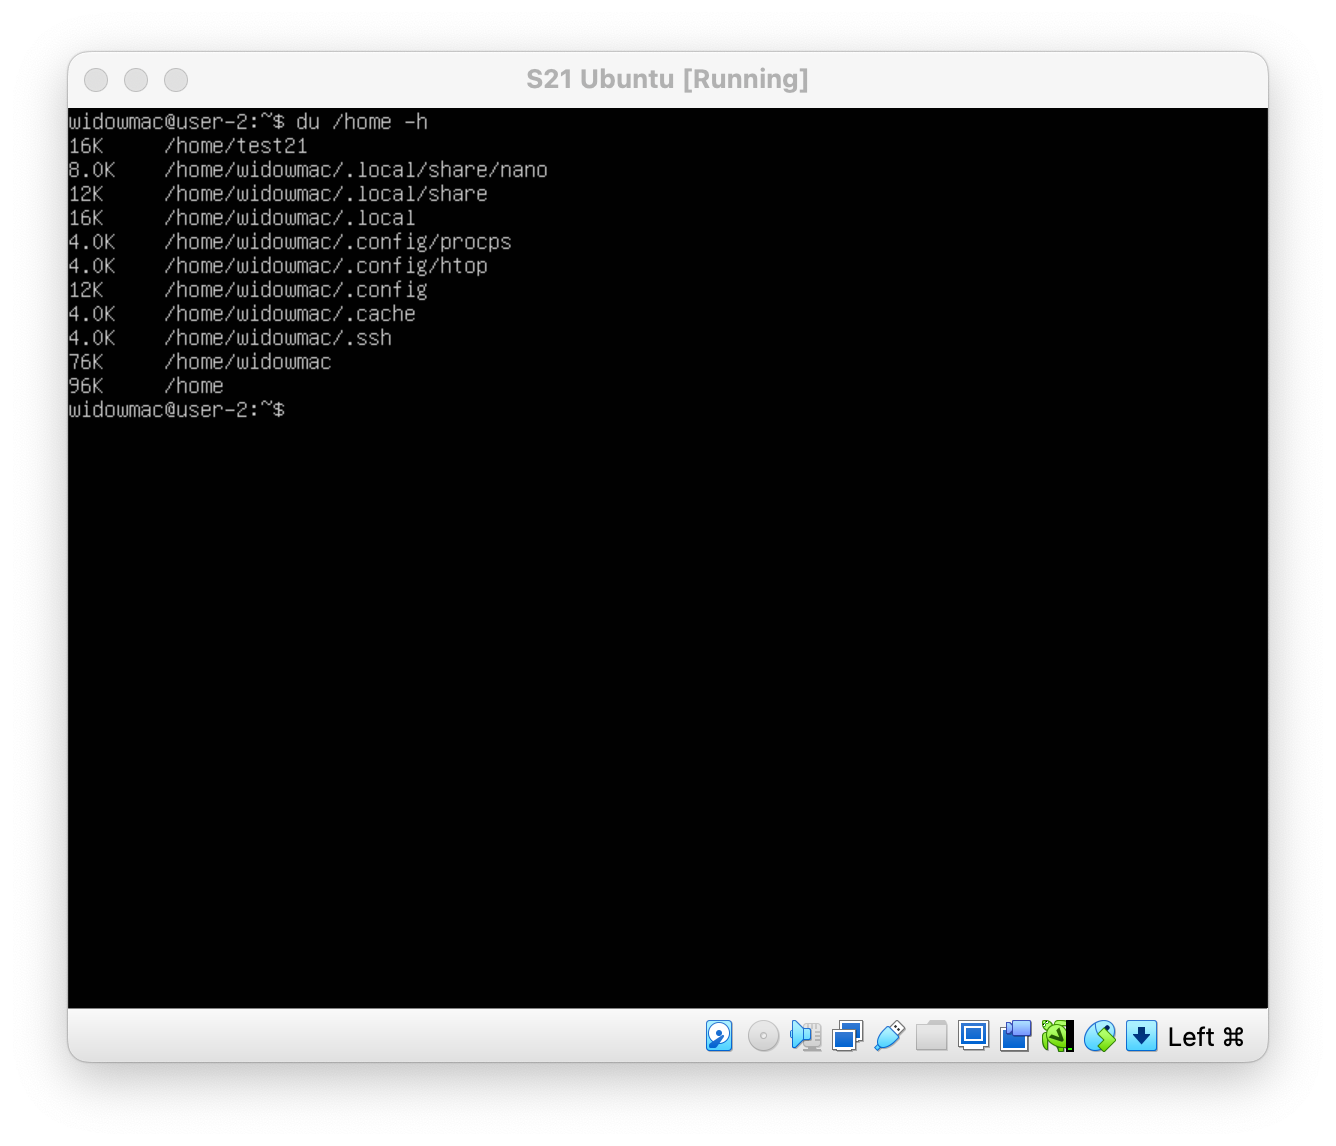 S21 Ubuntu [Running]
widowmac@user-2:~$ du /home -h
16K     /home/test21
8.0K    /home/widowmac/.local/share/nano
12K     /home/widowmac/.local/share
16K     /home/widowmac/.local
4.0K    /home/widowmac/.config/procps
4.0K    /home/widowmac/.config/htop
12K     /home/widowmac/.config
4.0K    /home/widowmac/.cache
4.0K    /home/widowmac/.ssh
76K     /home/widowmac
96K     /home
widowmac@user-2:~$
Left ⌘